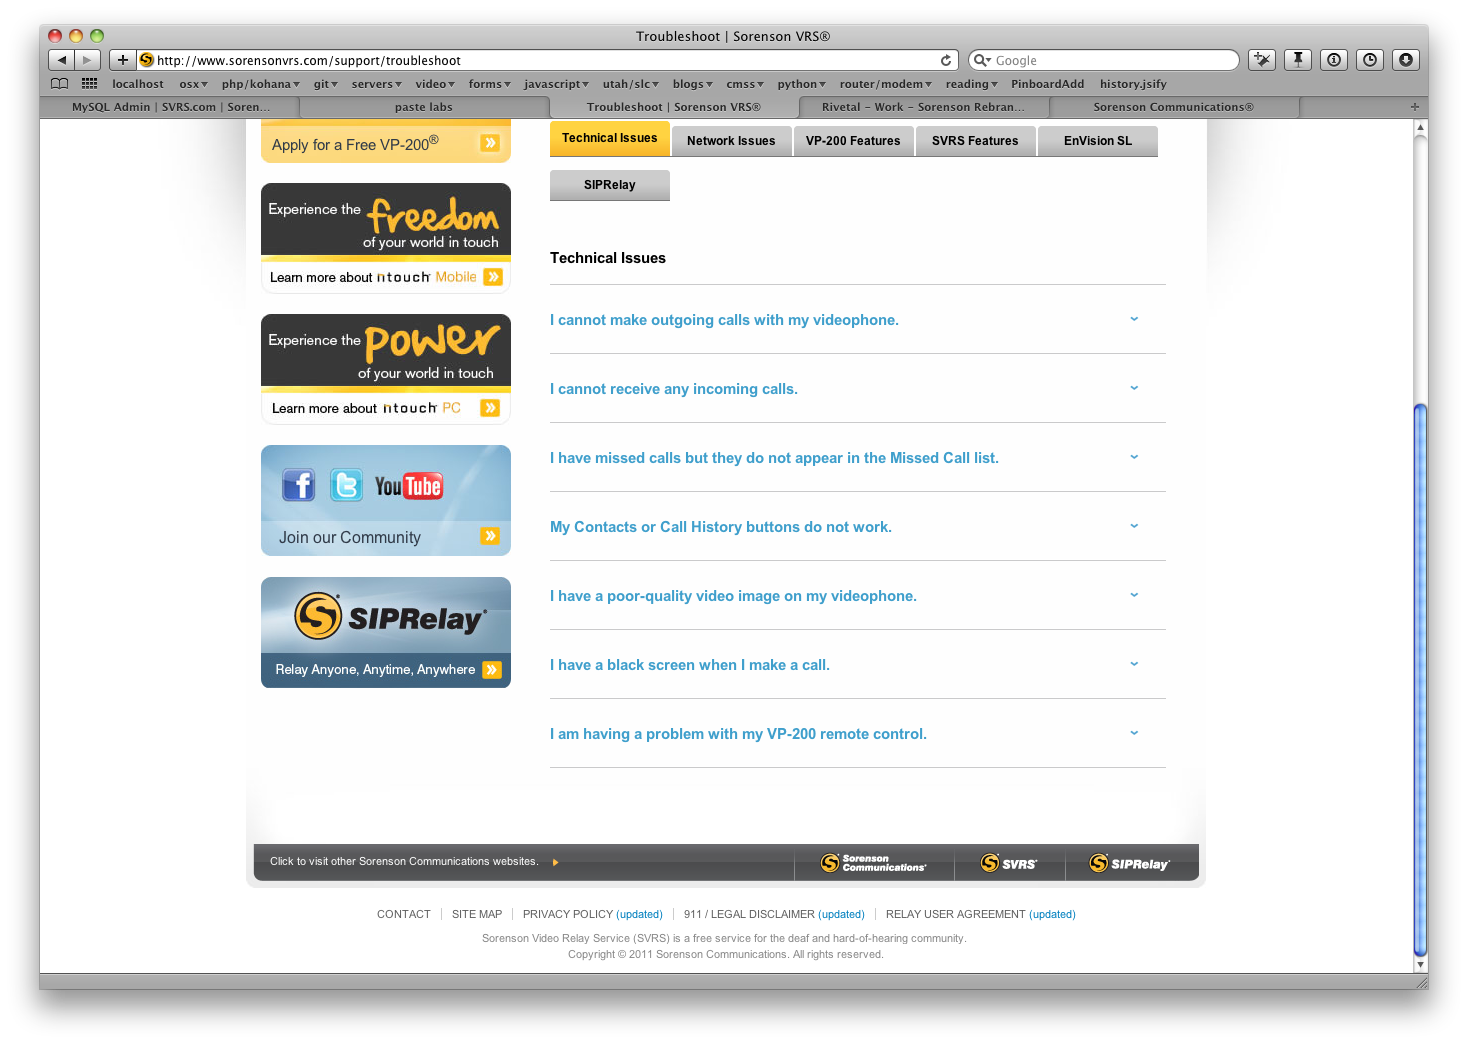 Troubleshoot | Sorenson VRS®
http://www.sorensonvrs.com/support/troubleshoot
Google
localhost osx php/kohana git servers video forms javascript utah/slc blogs cmss python router/modem reading PinboardAdd history.jsify
MySQL Admin | SVRS.com | Soren...
paste labs
Troubleshoot | Sorenson VRS®
Rivetal – Work – Sorenson Rebran...
Sorenson Communications®
Apply for a Free VP-200®
Experience the freedom
of your world in touch
Learn more about ntouch Mobile
Experience the power
of your world in touch
Learn more about ntouch PC
f t YouTube
Join our Community
S SIPRelay®
Relay Anyone, Anytime, Anywhere
Technical Issues
Network Issues
VP-200 Features
SVRS Features
EnVision SL
SIPRelay
Technical Issues
I cannot make outgoing calls with my videophone.
I cannot receive any incoming calls.
I have missed calls but they do not appear in the Missed Call list.
My Contacts or Call History buttons do not work.
I have a poor-quality video image on my videophone.
I have a black screen when I make a call.
I am having a problem with my VP-200 remote control.
Click to visit other Sorenson Communications websites.
Sorenson
Communications®
SVRS®
SIPRelay®
CONTACT
SITE MAP
PRIVACY POLICY (updated)
911 / LEGAL DISCLAIMER (updated)
RELAY USER AGREEMENT (updated)
Sorenson Video Relay Service (SVRS) is a free service for the deaf and hard-of-hearing community.
Copyright © 2011 Sorenson Communications. All rights reserved.